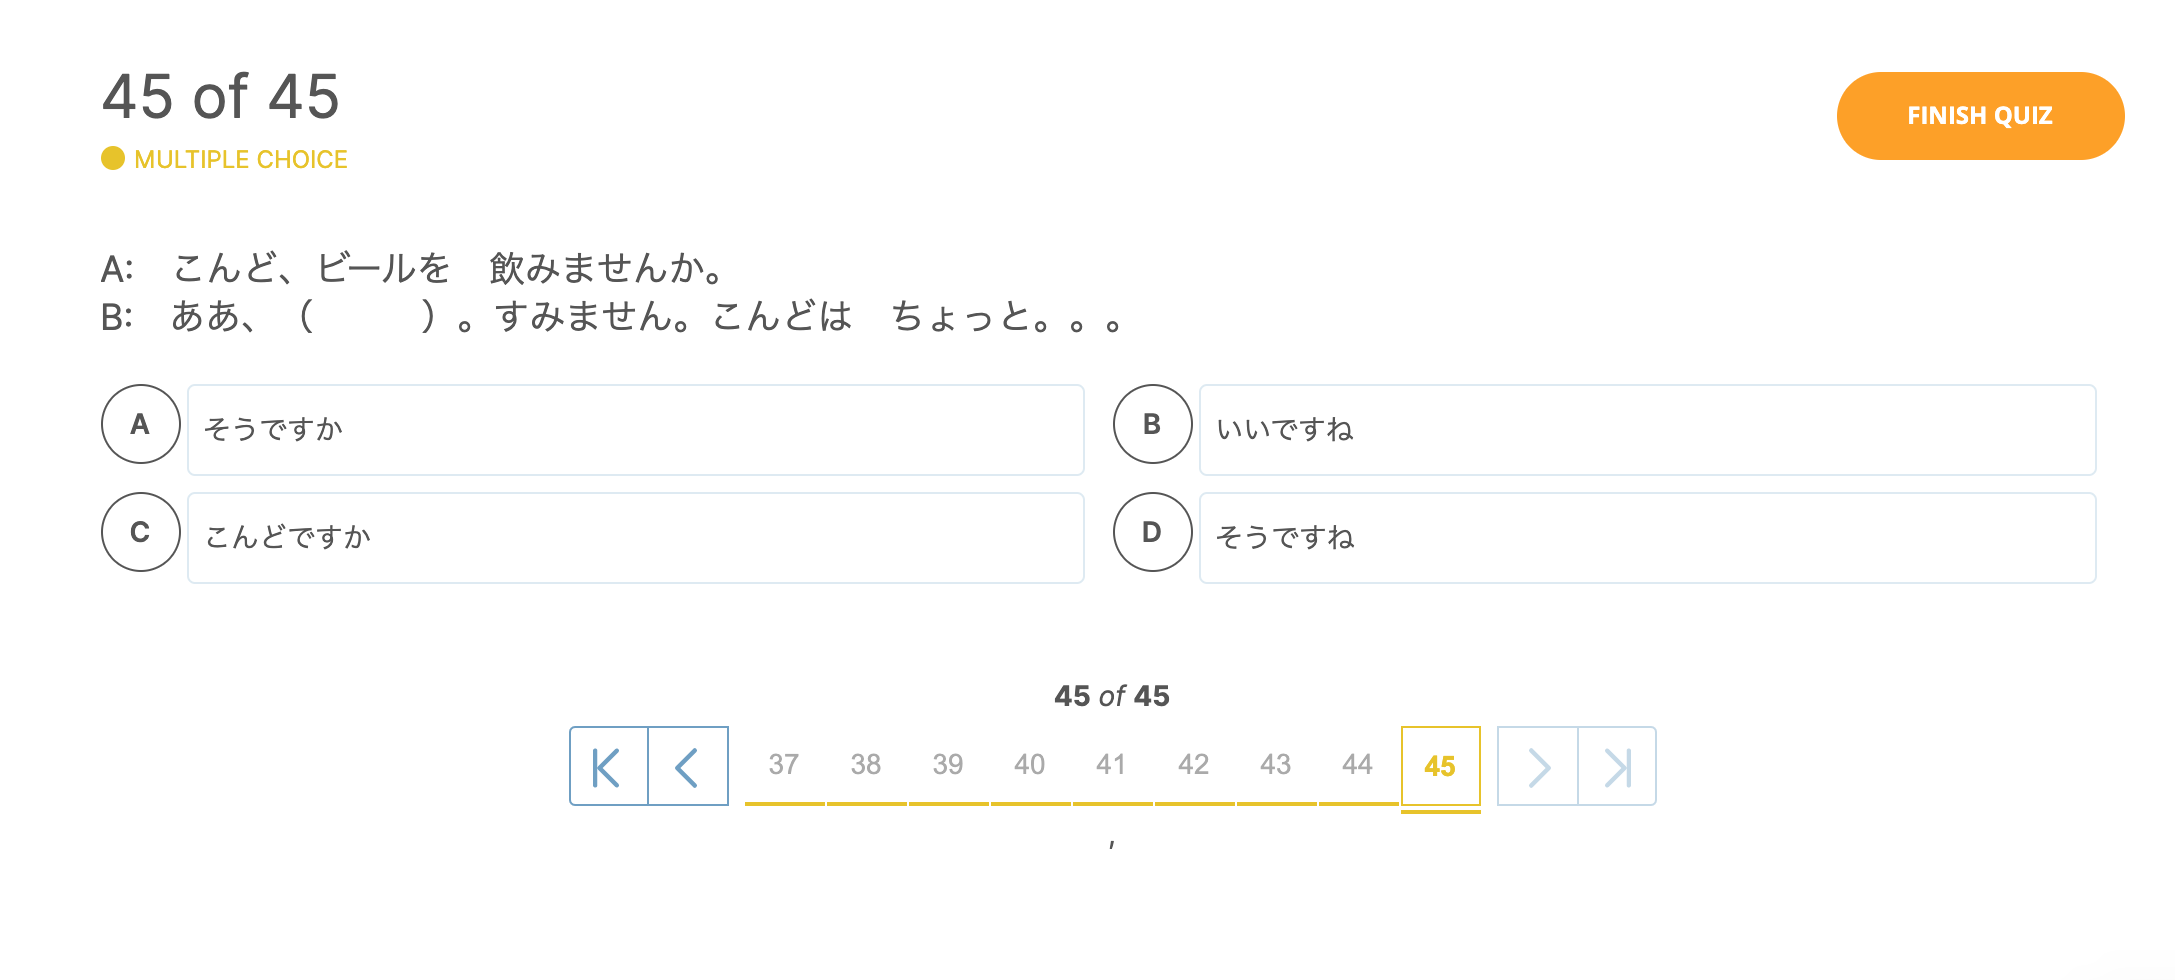 45 of 45
FINISH QUIZ
MULTIPLE CHOICE
A:　こんど、ビールを　飲みませんか。
B:　ああ、（　　　）。すみません。こんどは　ちょっと。。。
A そうですか
B いいですね
C こんどですか
D そうですね
45 of 45
37 38 39 40 41 42 43 44 45
,